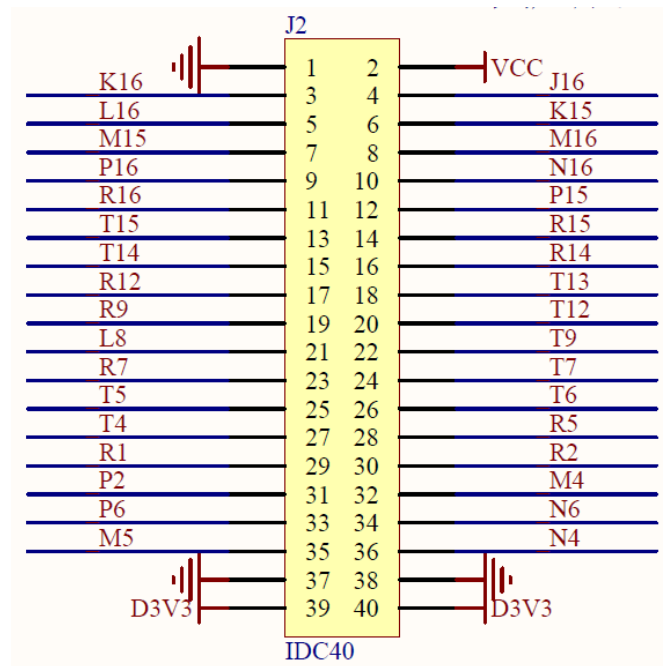 J2
1 2 VCC
K16 3 4 J16
L16 5 6 K15
M15 7 8 M16
P16 9 10 N16
R16 11 12 P15
T15 13 14 R15
T14 15 16 R14
R12 17 18 T13
R9 19 20 T12
L8 21 22 T9
R7 23 24 T7
T5 25 26 T6
T4 27 28 R5
R1 29 30 R2
P2 31 32 M4
P6 33 34 N6
M5 35 36 N4
37 38
D3V3 39 40 D3V3
IDC40